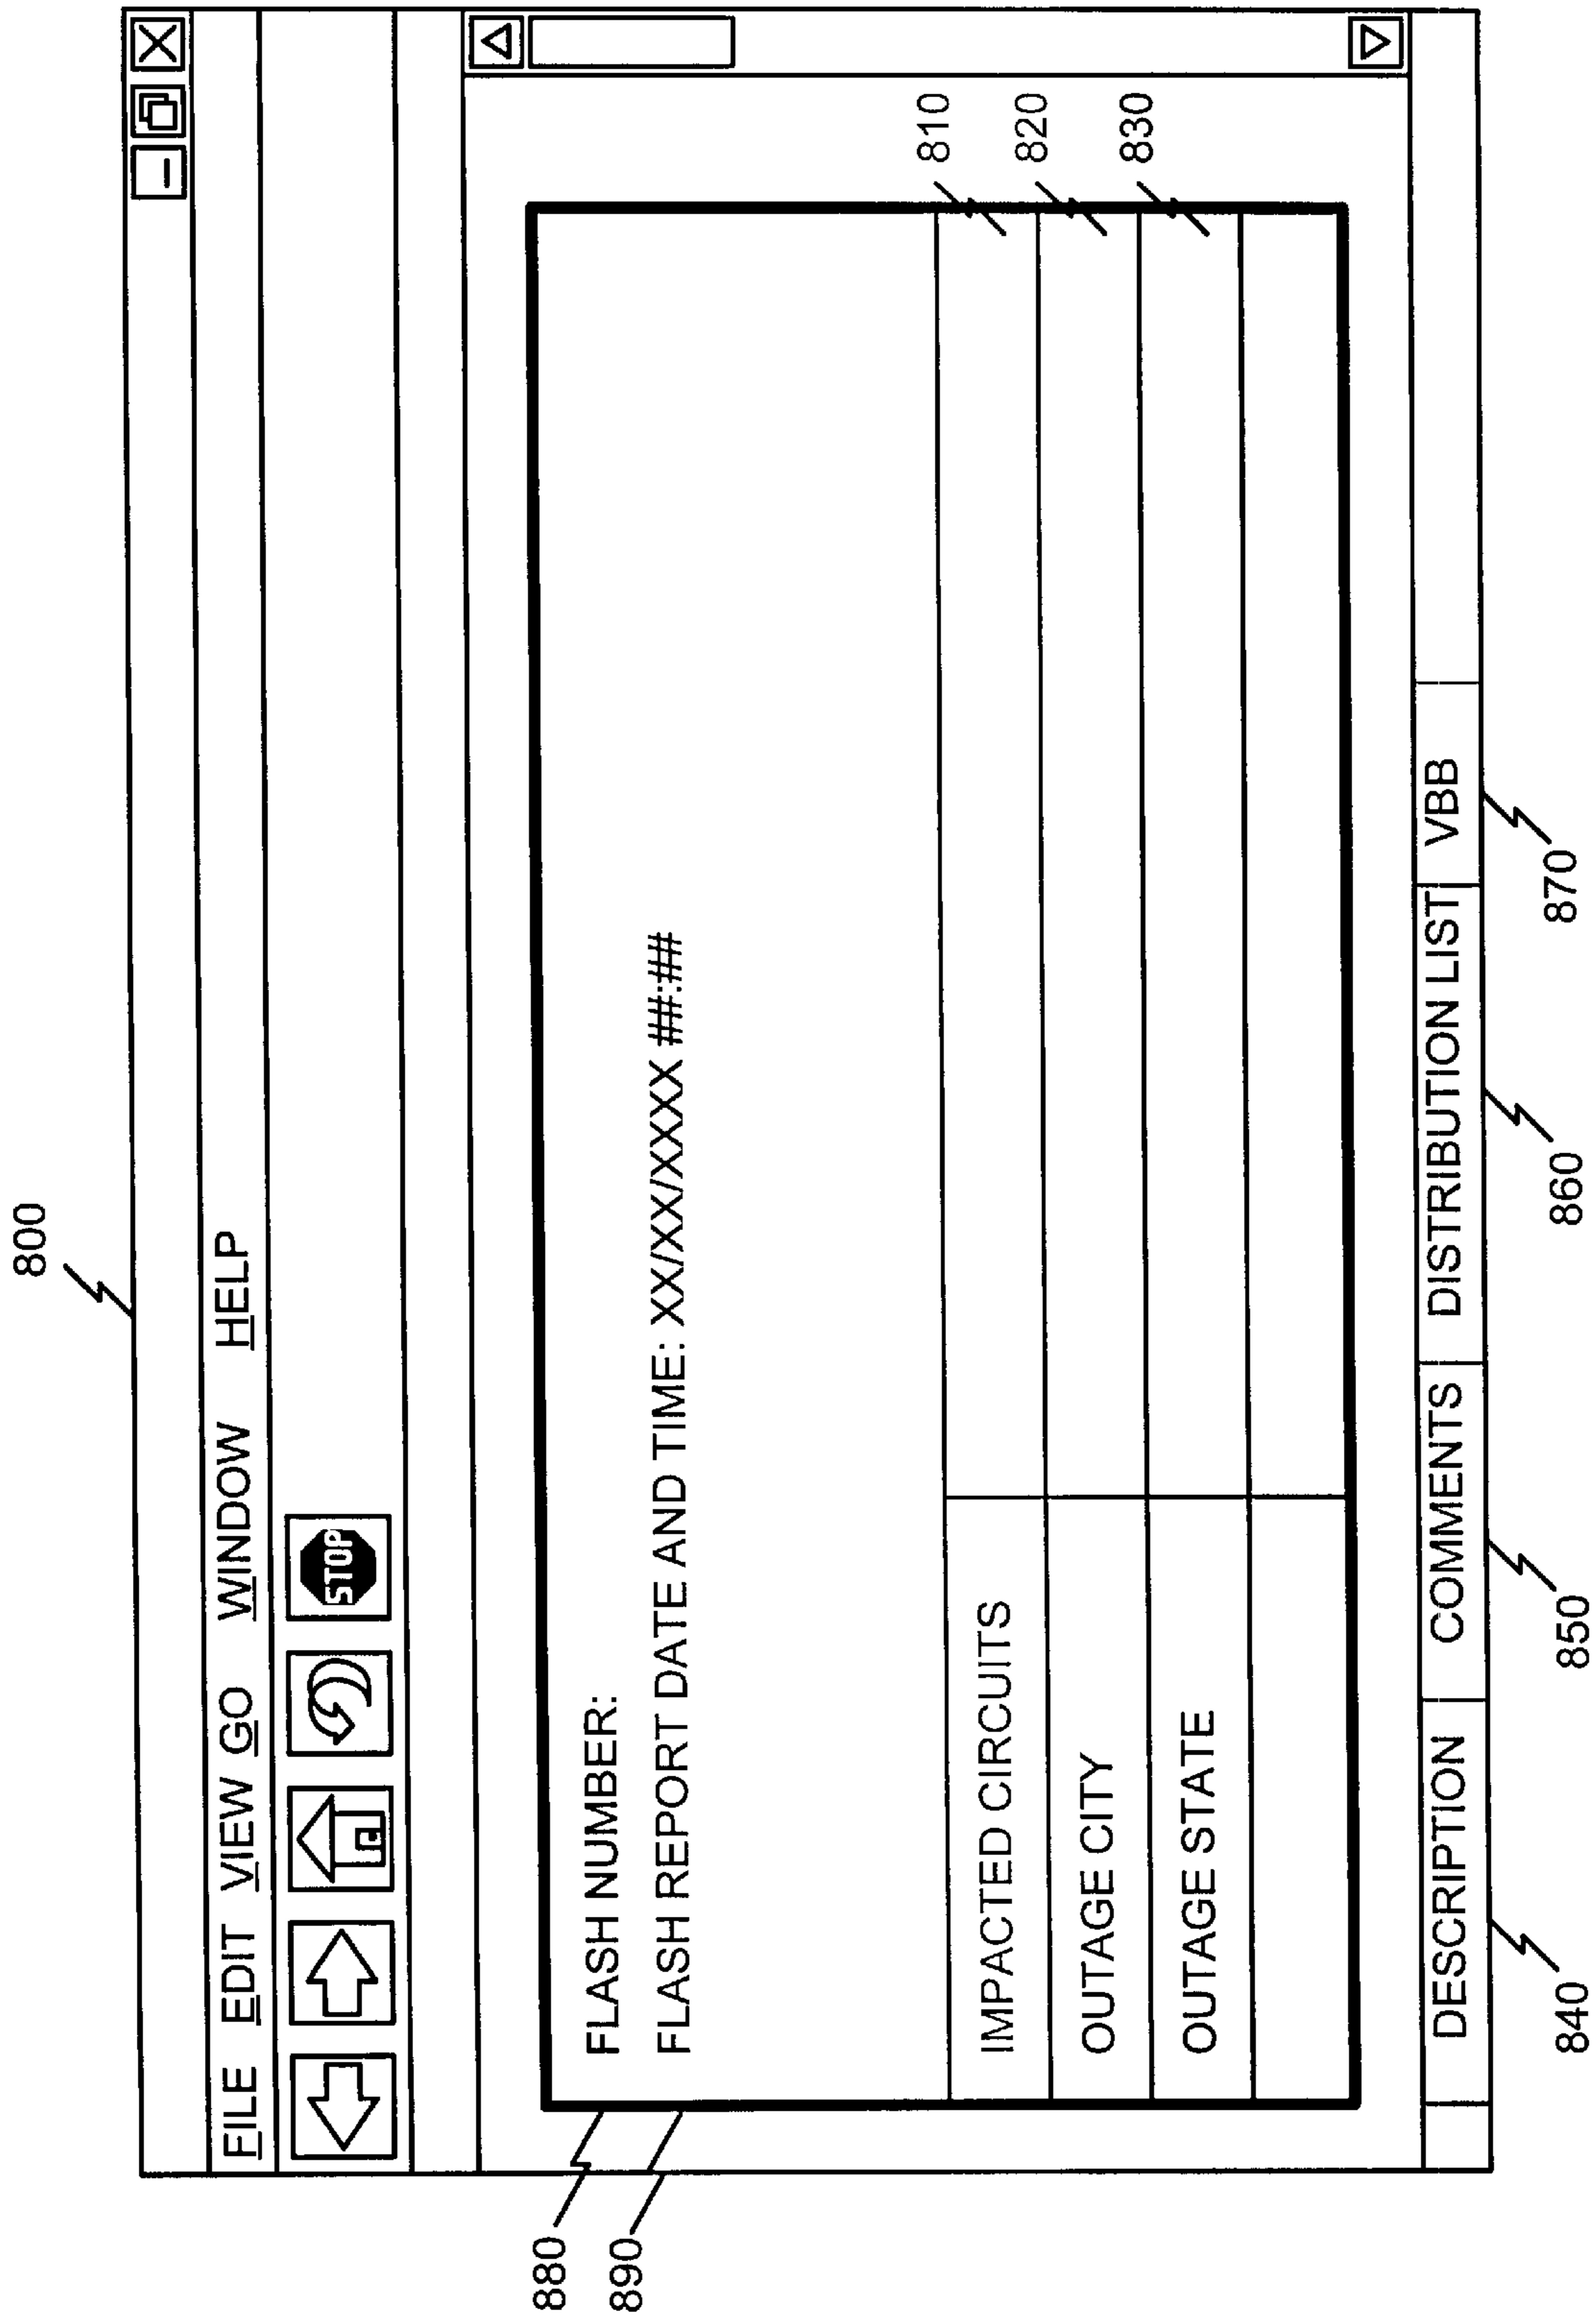 800
FILE EDIT VIEW GO WINDOW HELP
STOP
880
FLASH NUMBER:
890
FLASH REPORT DATE AND TIME: XX/XX/XXXX ##:##
IMPACTED CIRCUITS
810
OUTAGE CITY
820
OUTAGE STATE
830
DESCRIPTION COMMENTS DISTRIBUTION LIST VBB
840 850 860 870